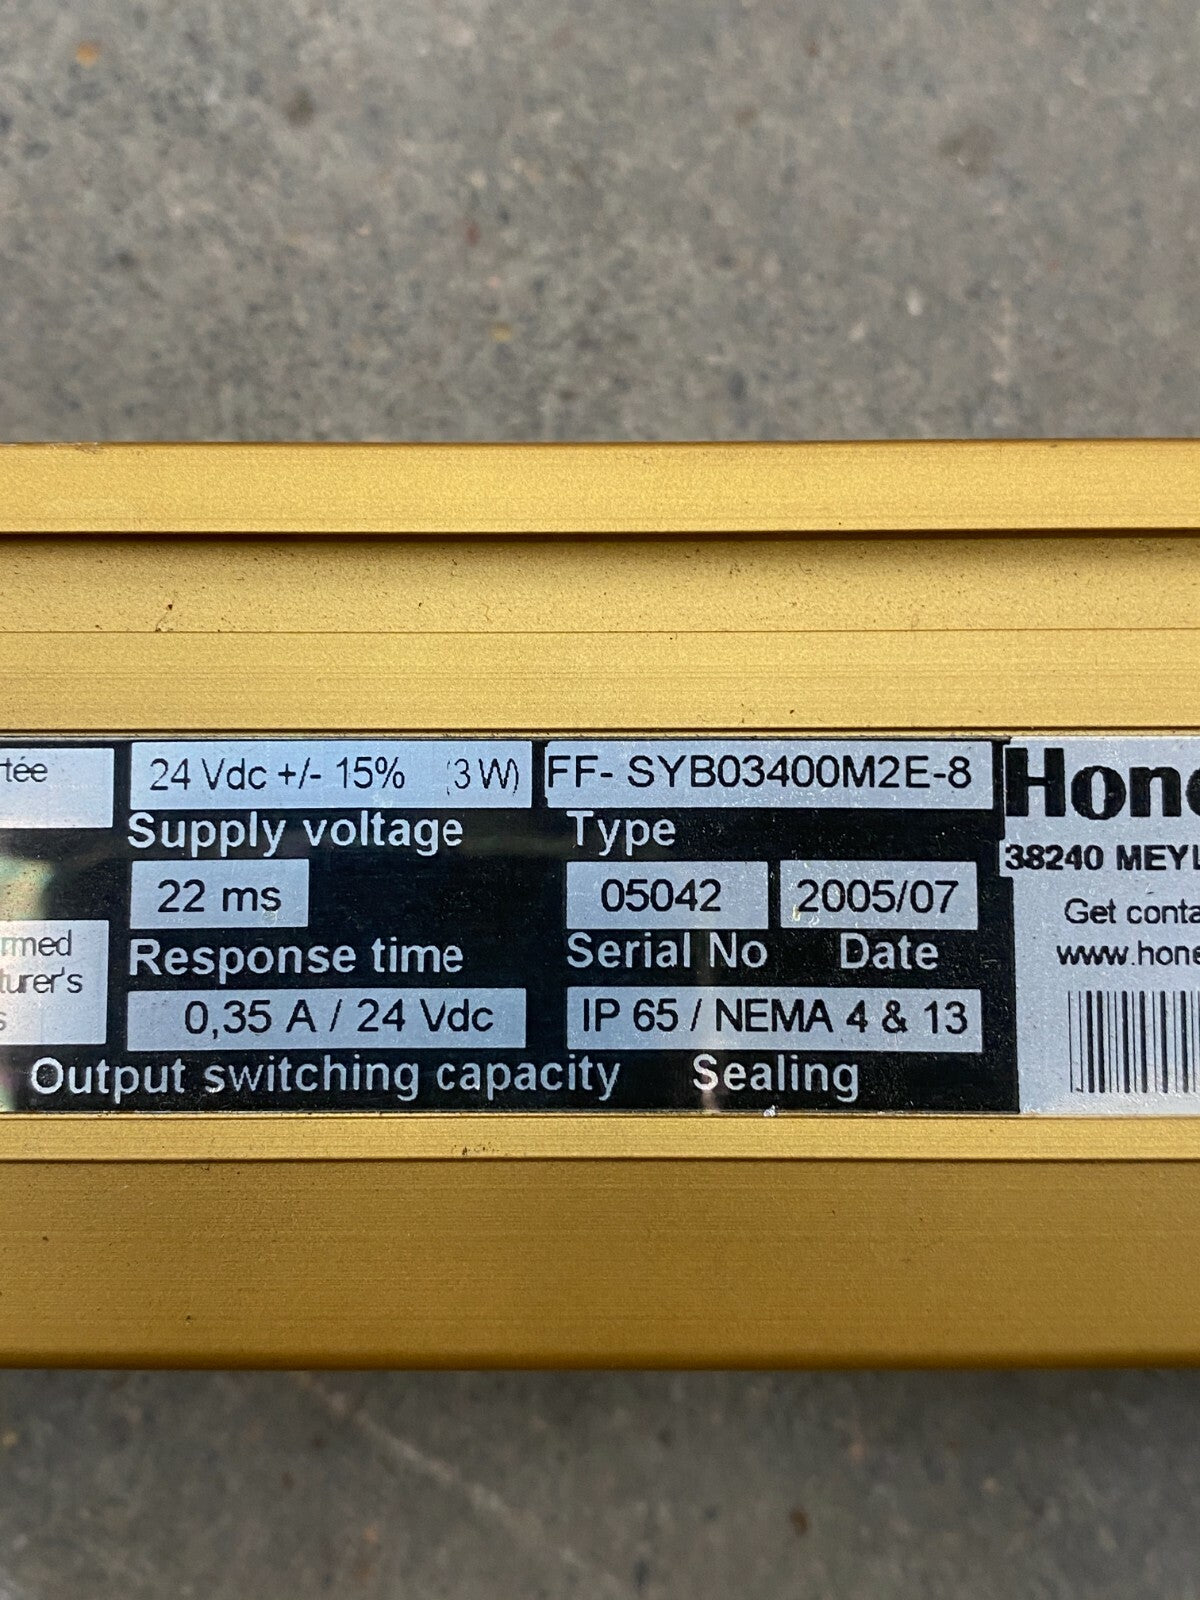 tée
24 Vdc +/- 15% (3 W)
FF- SYB03400M2E-8
Supply voltage
Type
22 ms
05042
2005/07
Response time
Serial No
Date
0,35 A / 24 Vdc
IP 65 / NEMA 4 & 13
Output switching capacity
Sealing
rmed
turer's
s
Hone
38240 MEYL
Get conta
www.hone